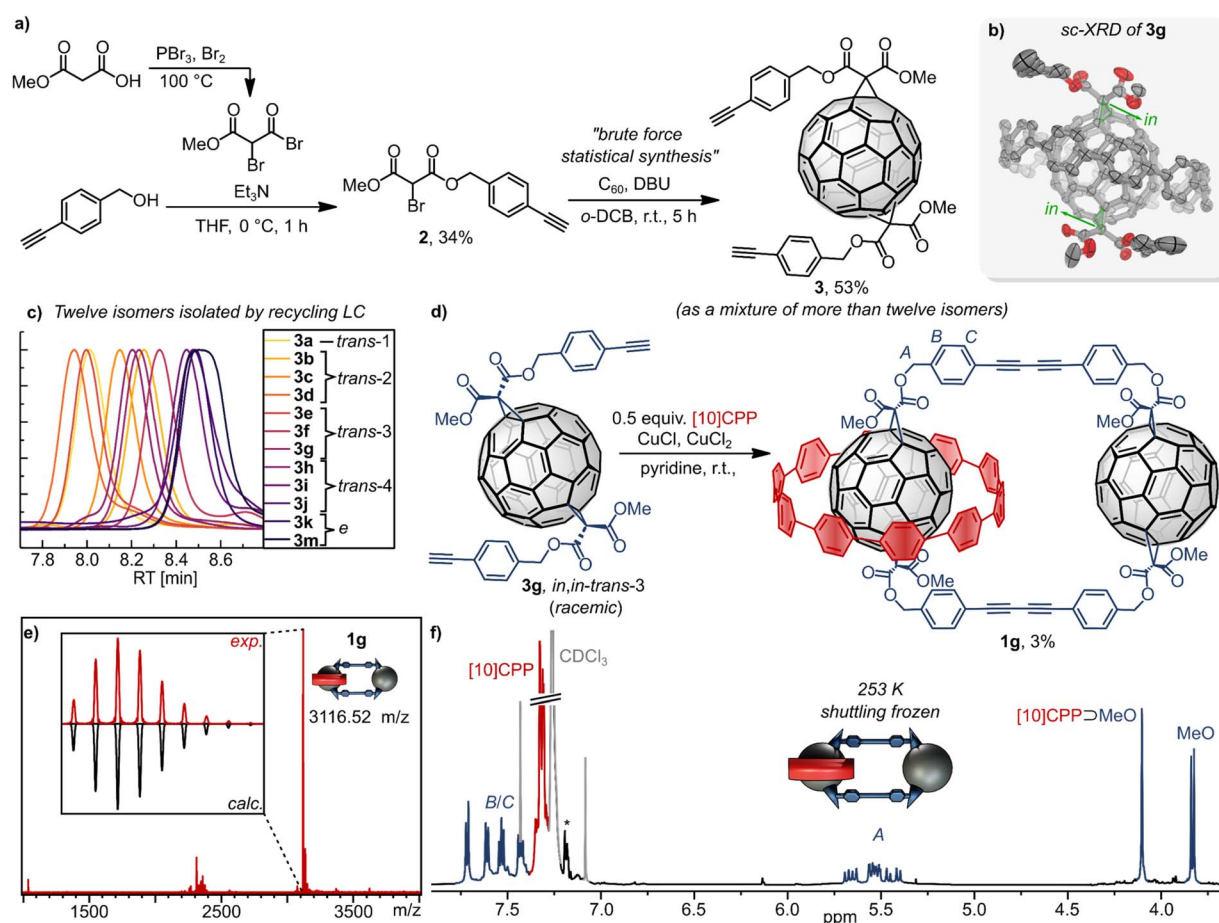 a)
O O
MeO OH
PBr₃, Br₂
100 °C
O O
MeO Br
Br
OH
Et₃N
THF, 0 °C, 1 h
O O
MeO O
Br
2, 34%
"brute force
statistical synthesis"
C₆₀, DBU
o-DCB, r.t., 5 h
O O
O OMe
OMe
O
O
O O
3, 53%
(as a mixture of more than twelve isomers)
b)
sc-XRD of 3g
in
in
c)
Twelve isomers isolated by recycling LC
3a trans-1
3b
3c trans-2
3d
3e
3f trans-3
3g
3h
3i trans-4
3j
3k
3m e
7.8 8.0 8.2 8.4 8.6
RT [min]
d)
O
O
O
MeO
OMe
O
O
O
O
3g, in,in-trans-3
(racemic)
0.5 equiv. [10]CPP
CuCl, CuCl₂
pyridine, r.t.,
A B C
O O
O O
MeO O
O MeO
O OMe
O O
OMe
O O
O O
1g, 3%
e)
exp.
calc.
1g
3116.52 m/z
1000 2000 3000 4000
m/z
f)
[10]CPP
CDCl₃
B/C
*
253 K
shuttling frozen
A
[10]CPP⊃MeO
MeO
7.5 7.0 6.5 6.0 5.5 5.0 4.5 4.0
ppm